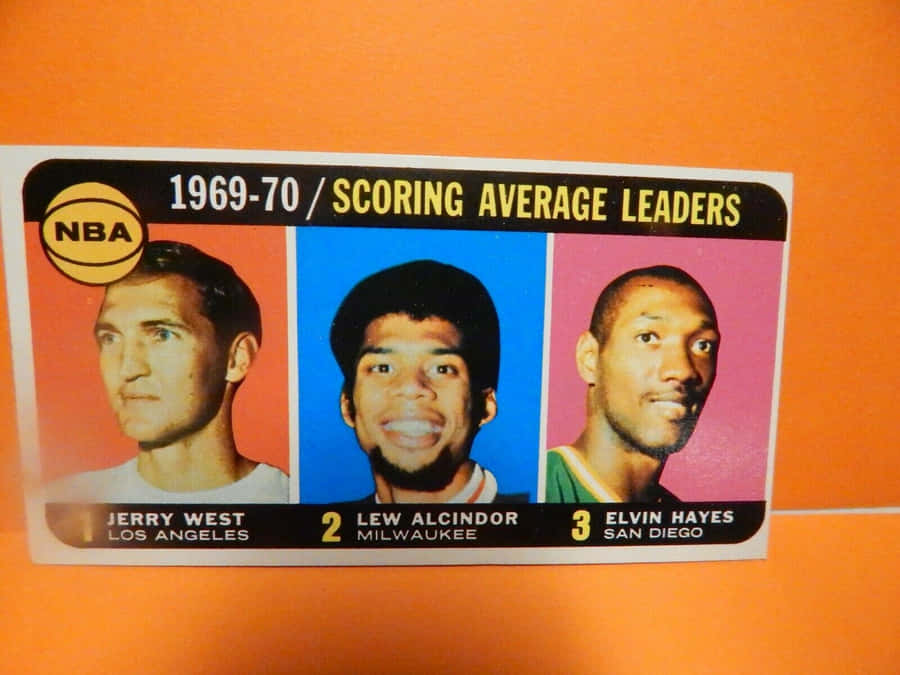 1969-70 / SCORING AVERAGE LEADERS
NBA
1 JERRY WEST
LOS ANGELES
2 LEW ALCINDOR
MILWAUKEE
3 ELVIN HAYES
SAN DIEGO